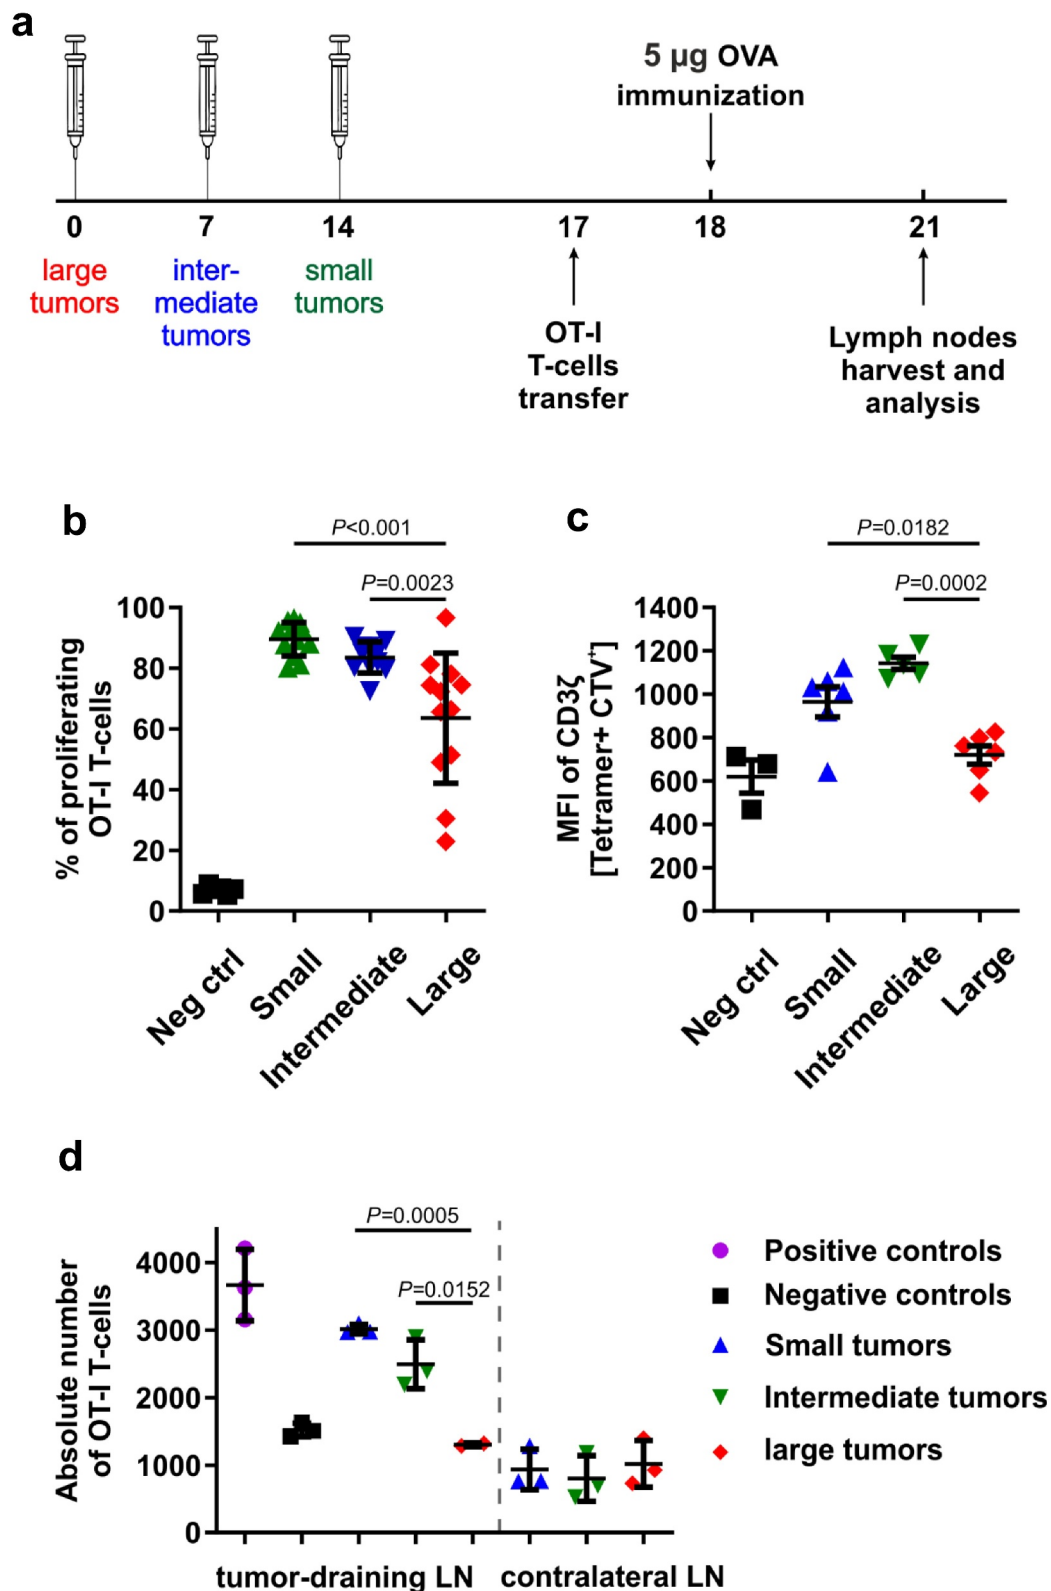 a
5 µg OVA
immunization
0
7
14
17
18
21
large
tumors
inter-
mediate
tumors
small
tumors
OT-I
T-cells
transfer
Lymph nodes
harvest and
analysis
b
P<0.001
P=0.0023
% of proliferating
OT-I T-cells
100
80
60
40
20
0
Neg ctrl
Small
Intermediate
Large
c
P=0.0182
P=0.0002
MFI of CD3ζ
[Tetramer+ CTV+]
1400
1200
1000
800
600
400
200
0
Neg ctrl
Small
Intermediate
Large
d
P=0.0005
P=0.0152
Absolute number
of OT-I T-cells
4000
3000
2000
1000
0
tumor-draining LN
contralateral LN
Positive controls
Negative controls
Small tumors
Intermediate tumors
large tumors